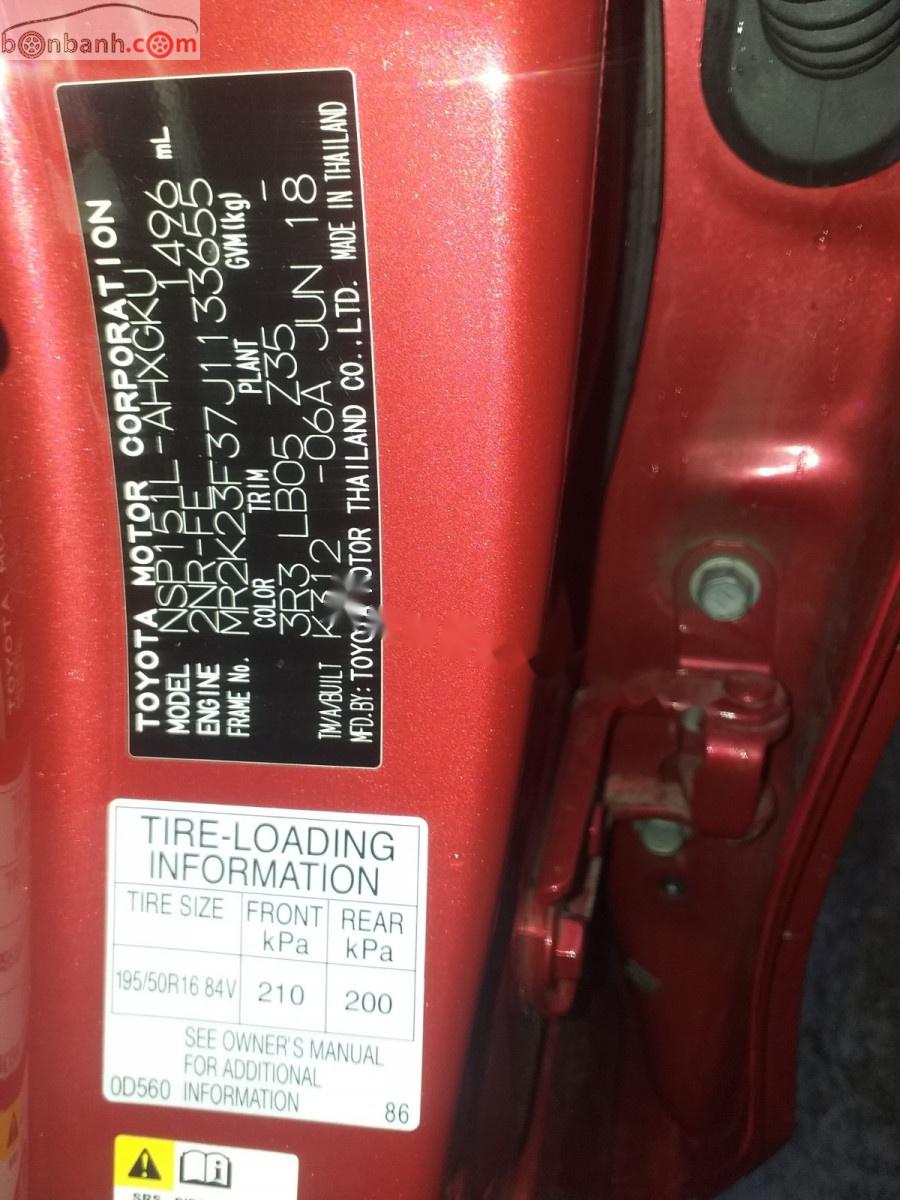 bonbanh.com
TOYOTA MOTOR CORPORATION
MODEL NSP151L-AHXGKU 1496 mL
ENGINE 2NR-FE
FRAME No. MR2K23F37J1133655
COLOR TRIM PLANT GVM(kg)
3R3 LB05 Z35 -
TM/A/BUILT K312 -06A JUN 18
MFD.BY: TOYOTA MOTOR THAILAND CO.,LTD. MADE IN THAILAND
TIRE-LOADING
INFORMATION
TIRE SIZE FRONT kPa REAR kPa
195/50R16 84V 210 200
SEE OWNER'S MANUAL
FOR ADDITIONAL
0D560 INFORMATION 86
SRS